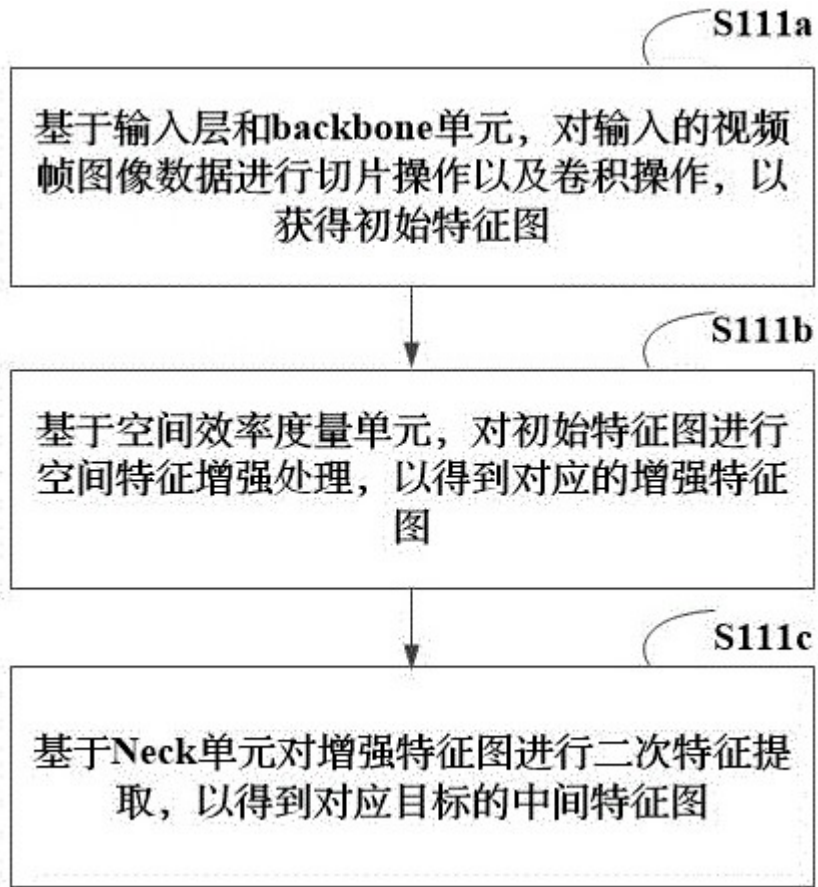 S111a
基于输入层和backbone单元，对输入的视频
帧图像数据进行切片操作以及卷积操作，以
获得初始特征图
S111b
基于空间效率度量单元，对初始特征图进行
空间特征增强处理，以得到对应的增强特征
图
S111c
基于Neck单元对增强特征图进行二次特征提
取，以得到对应目标的中间特征图